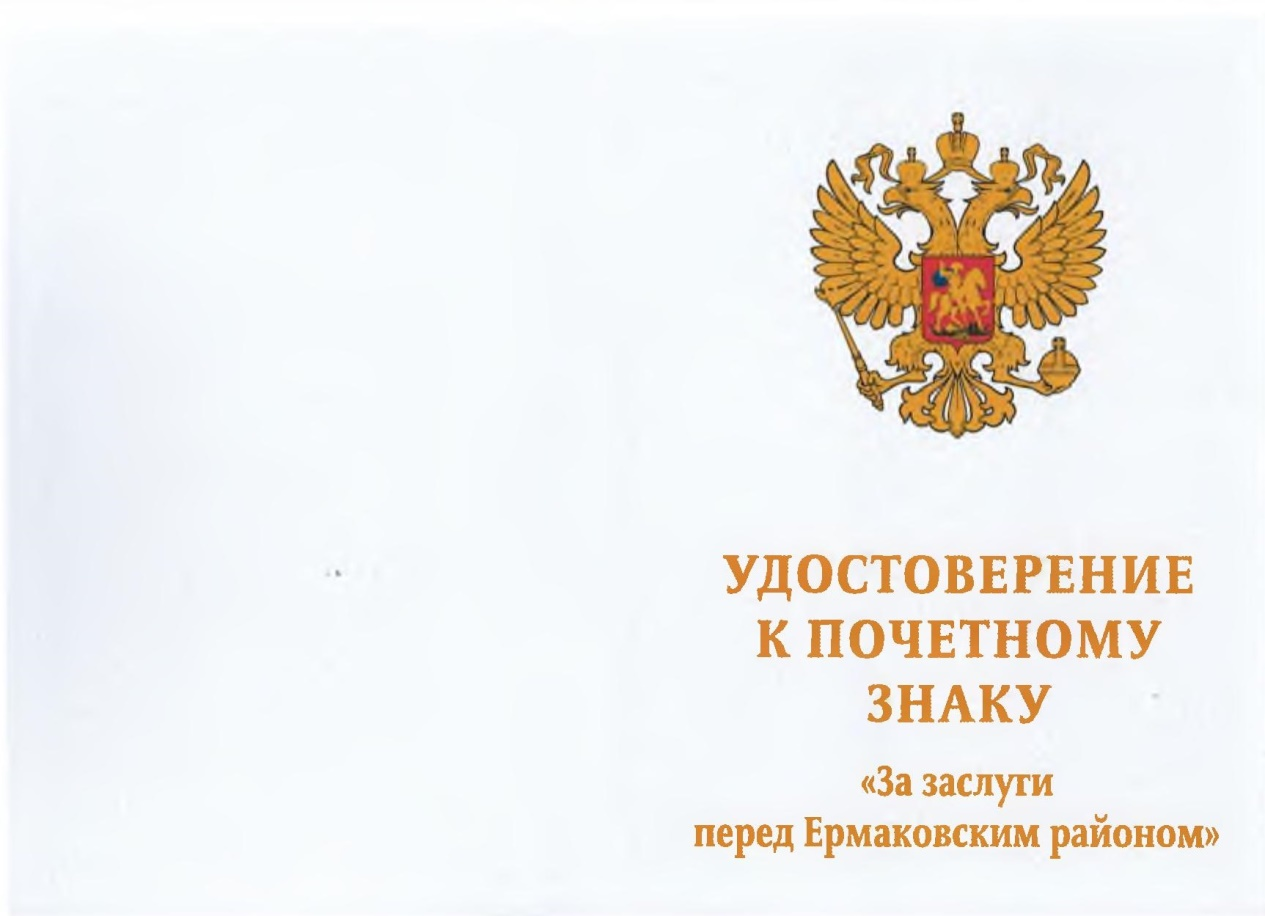 УДОСТОВЕРЕНИЕ
К ПОЧЕТНОМУ
ЗНАКУ
«За заслуги
перед Ермаковским районом»